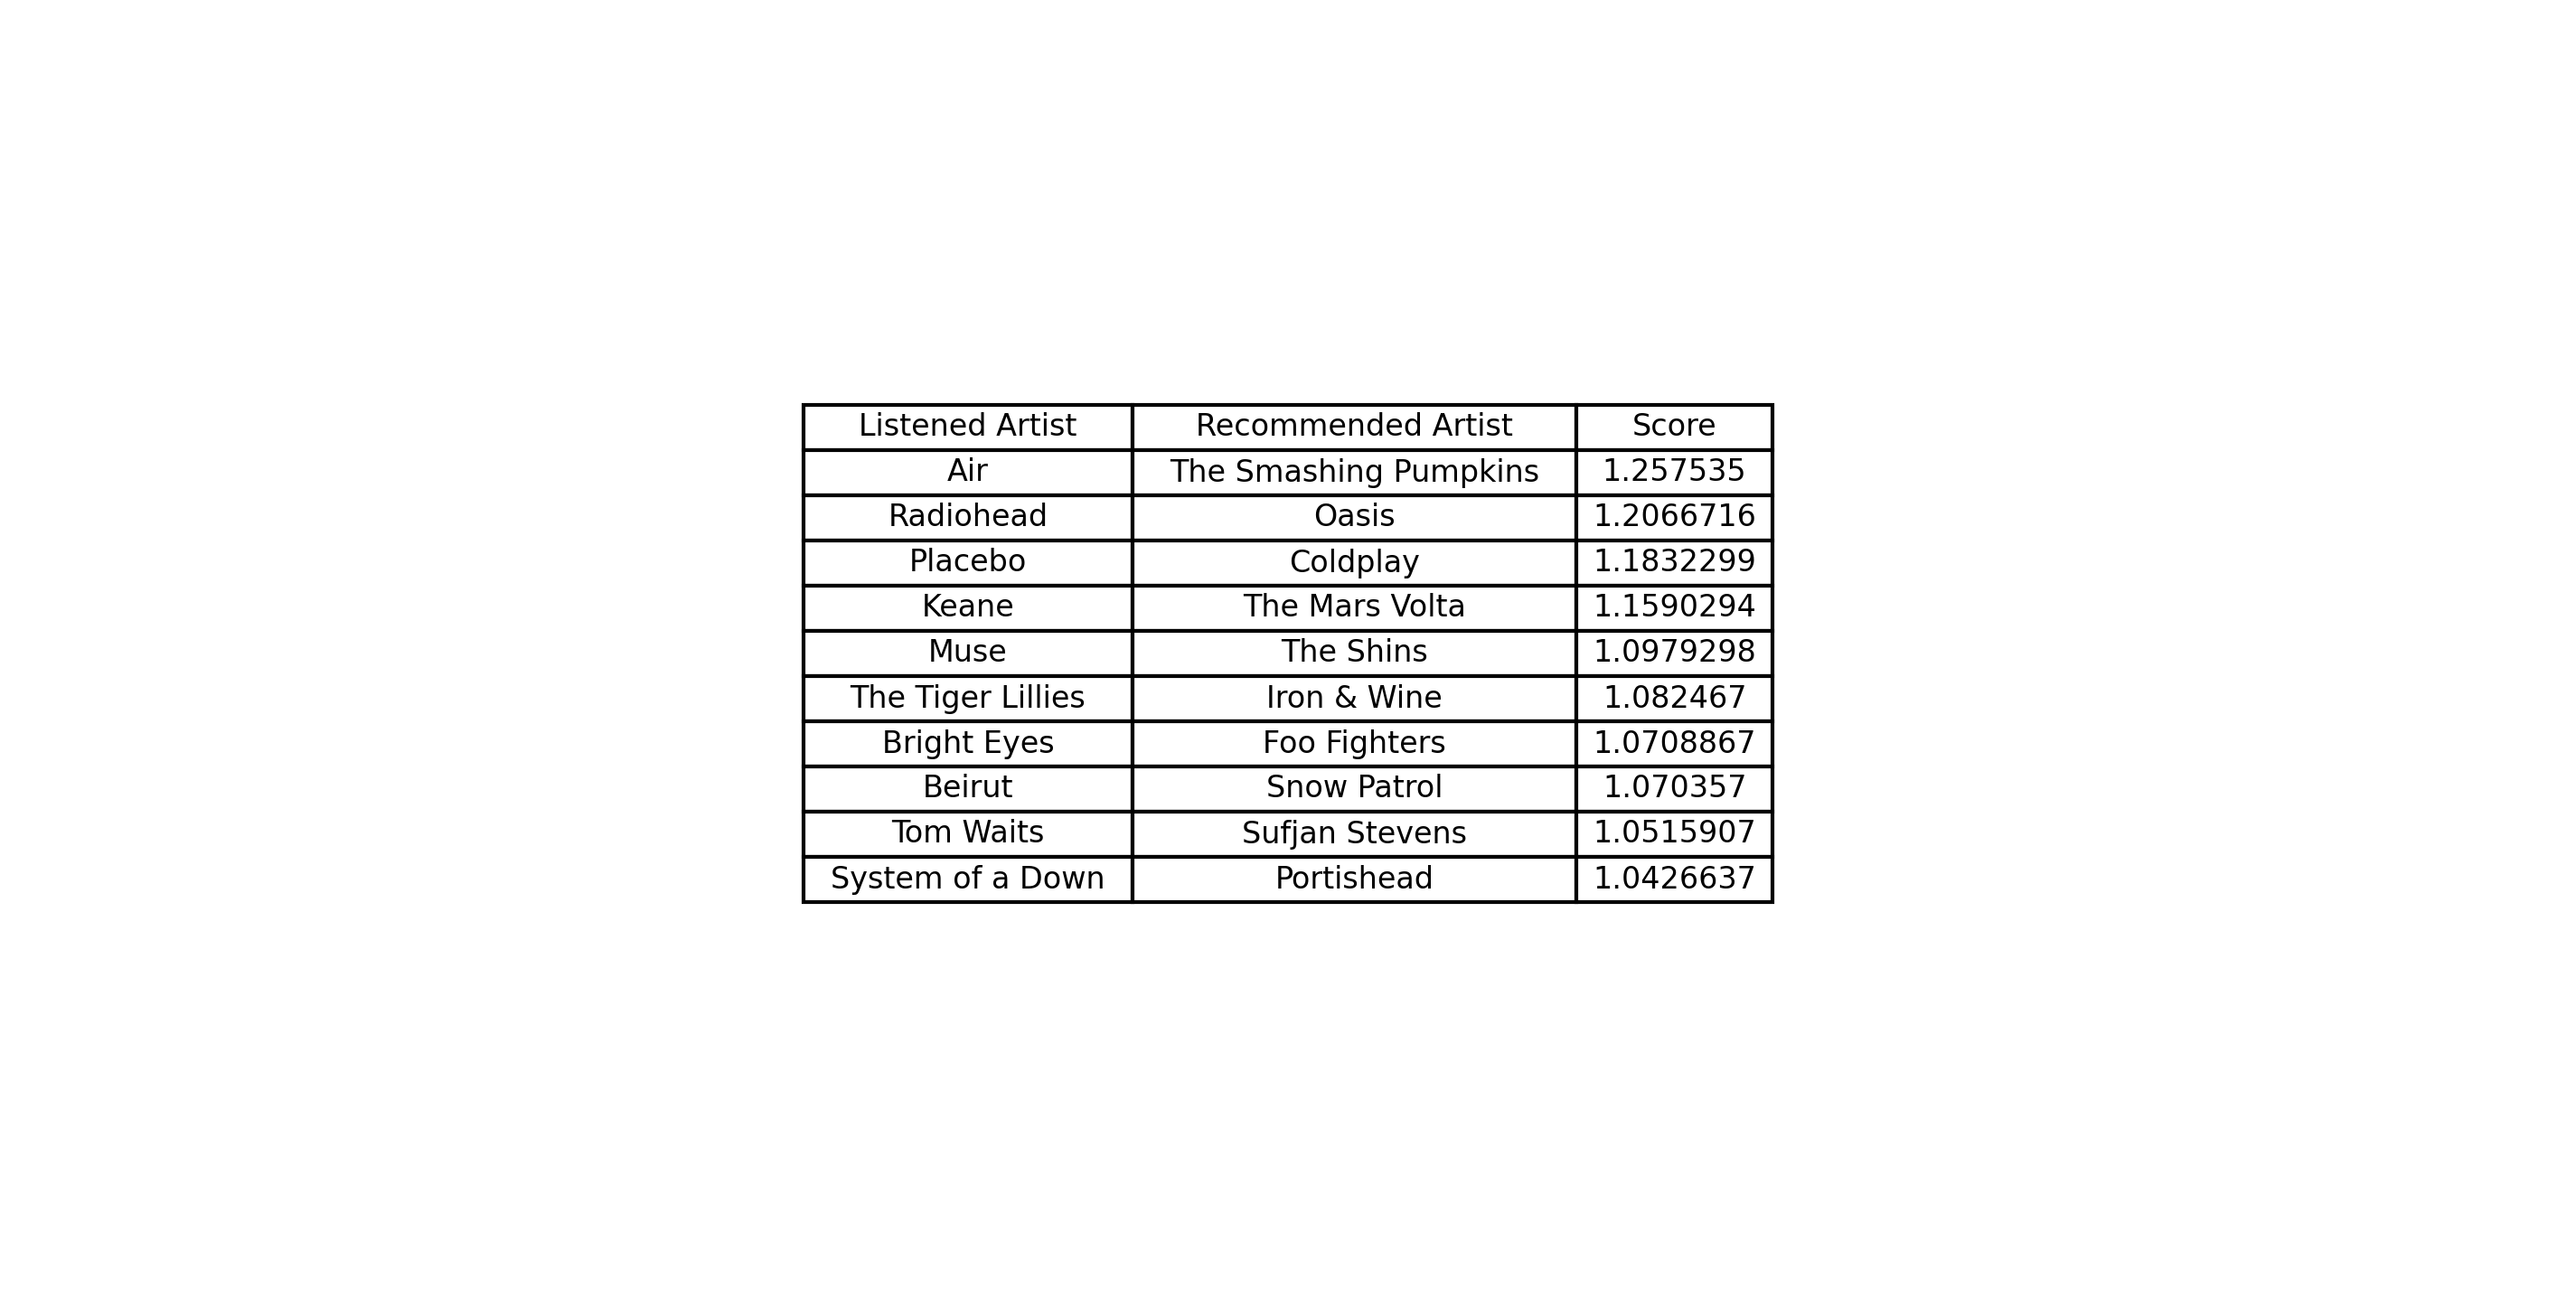 Listened Artist Recommended Artist Score
Air The Smashing Pumpkins 1.257535
Radiohead Oasis 1.2066716
Placebo Coldplay 1.1832299
Keane The Mars Volta 1.1590294
Muse The Shins 1.0979298
The Tiger Lillies Iron & Wine 1.082467
Bright Eyes Foo Fighters 1.0708867
Beirut Snow Patrol 1.070357
Tom Waits Sufjan Stevens 1.0515907
System of a Down Portishead 1.0426637